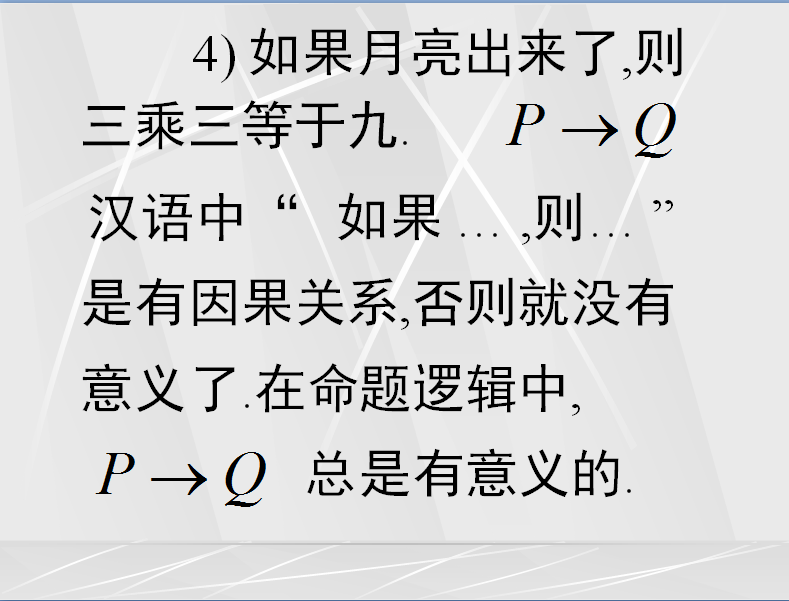 4) 如果月亮出来了,则
三乘三等于九. P → Q
汉语中“ 如果 … ,则… ”
是有因果关系,否则就没有
意义了.在命题逻辑中,
P → Q 总是有意义的.